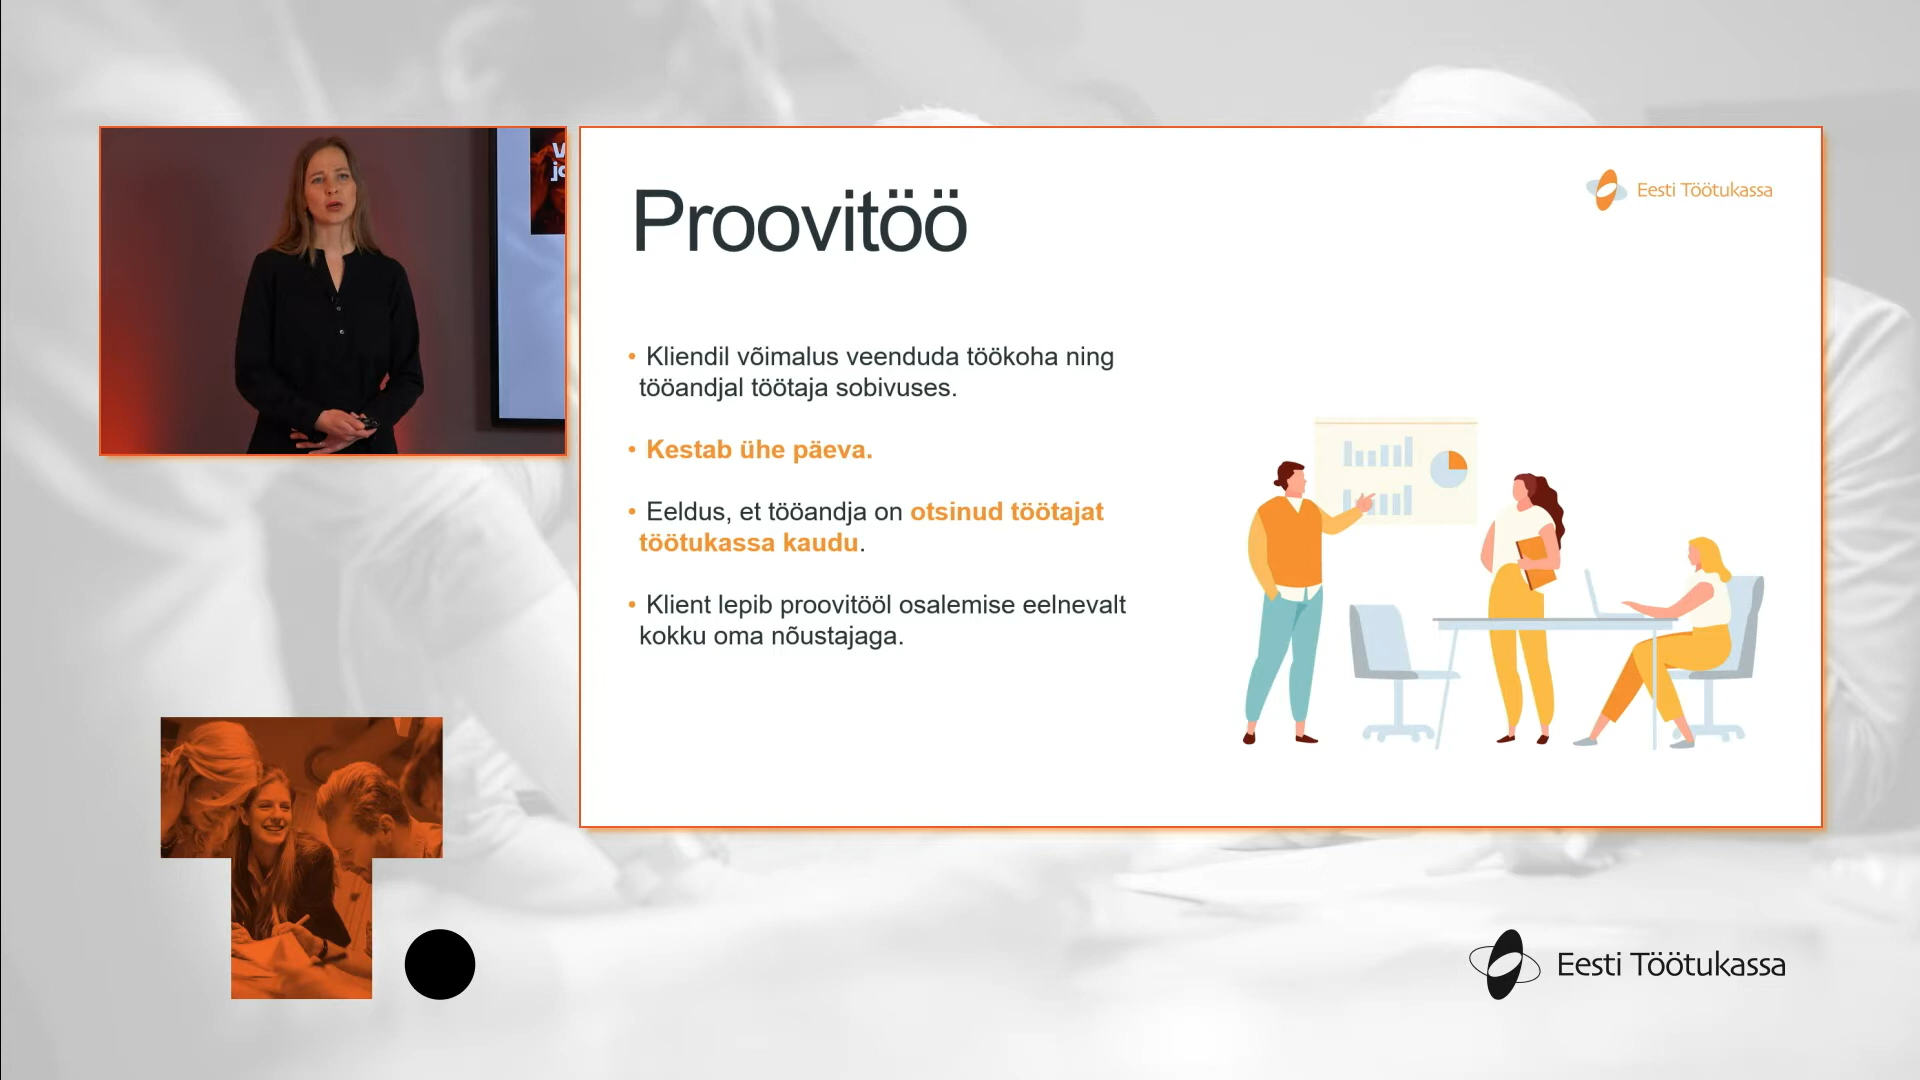 Proovitöö
Eesti Töötukassa
• Kliendil võimalus veenduda töökoha ning
tööandjal töötaja sobivuses.
• Kestab ühe päeva.
• Eeldus, et tööandja on otsinud töötajat
töötukassa kaudu.
• Klient lepib proovitööl osalemise eelnevalt
kokku oma nõustajaga.
Eesti Töötukassa